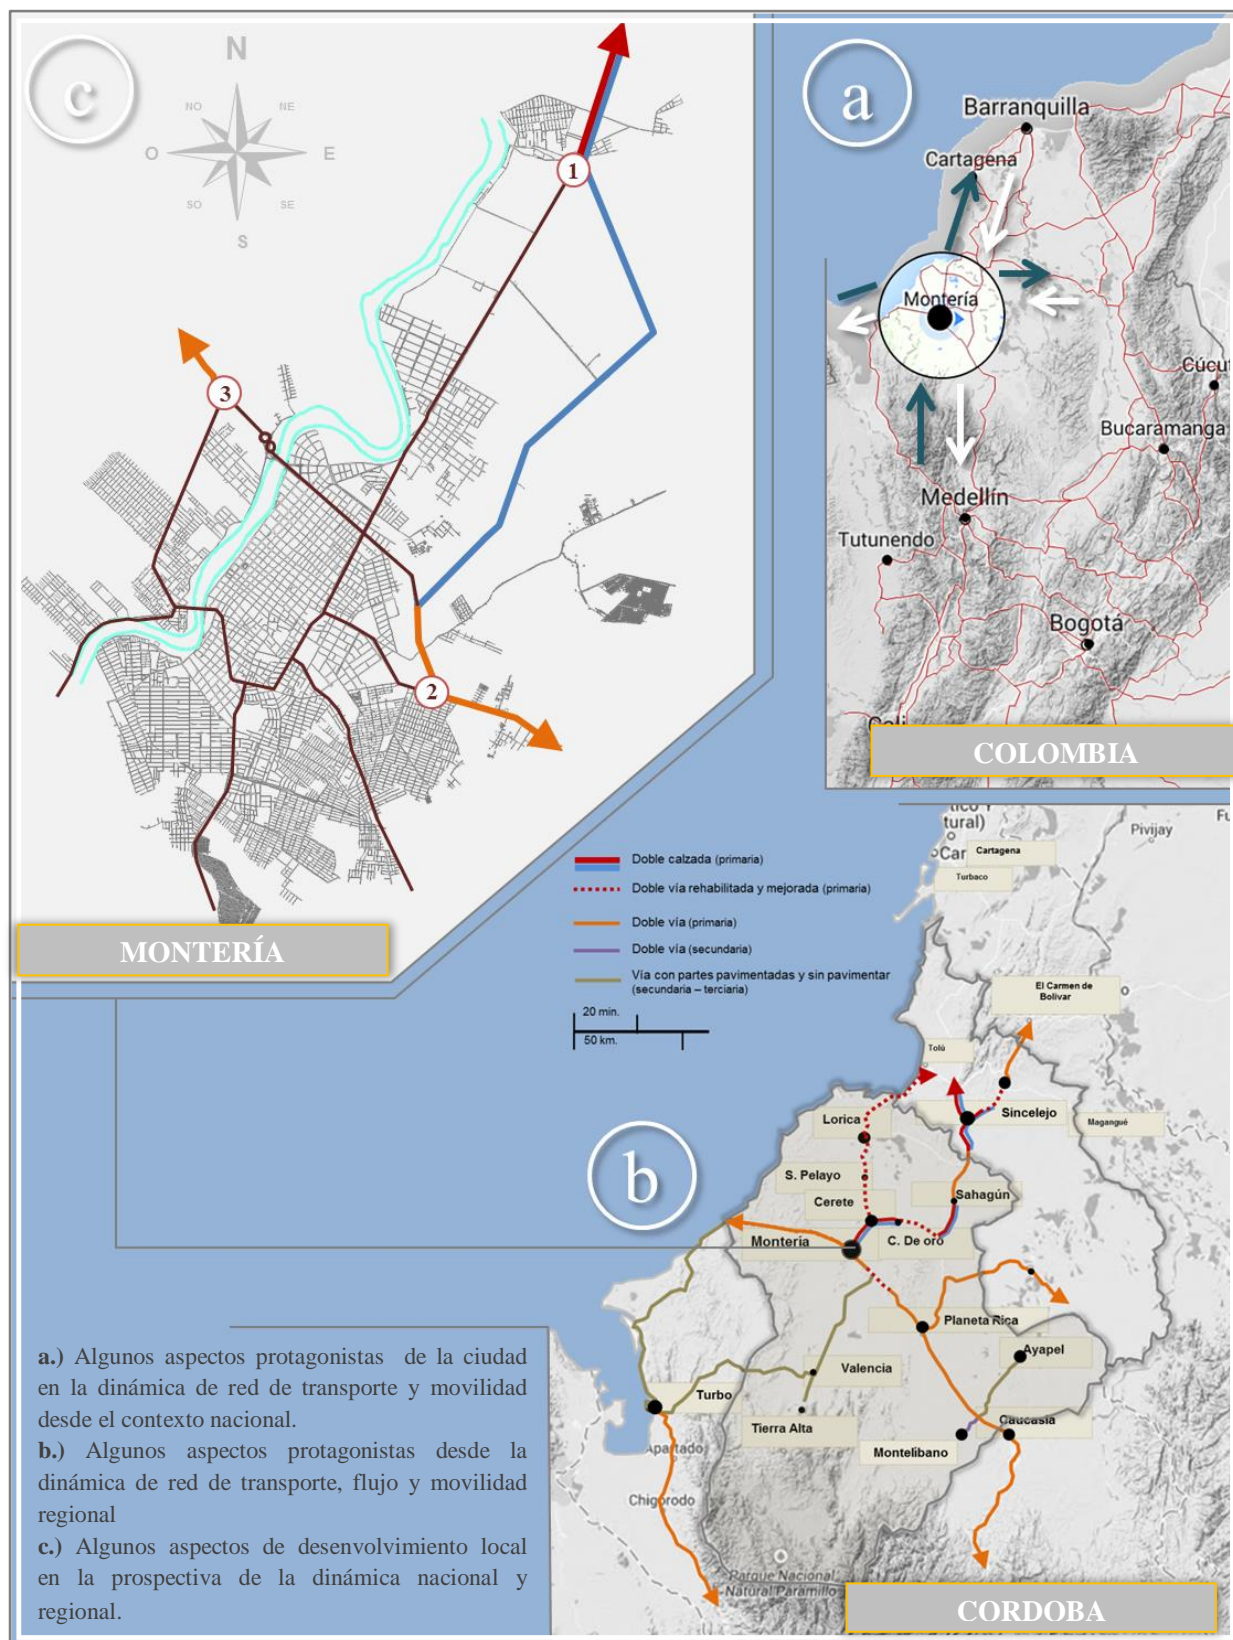 c
N
NO
NE
O
E
SO
SE
S
1
3
2
MONTERÍA
a
Barranquilla
Cartagena
Montería
Cúcut
Bucaramanga
Medellín
Tutunendo
Bogotá
Cali
COLOMBIA
Doble calzada (primaria)
Doble vía rehabilitada y mejorada (primaria)
Doble vía (primaria)
Doble vía (secundaria)
Vía con partes pavimentadas y sin pavimentar
(secundaria – terciaria)
20 min.
50 km.
b
tico Y
tural)
Pivijay
Fu
Car
Cartagena
Turbaco
El Carmen de
Bolivar
Tolú
Lorica
Sincelejo
Magangué
S. Pelayo
Cerete
Sahagún
Montería
C. De oro
Planeta Rica
Ayapel
Valencia
Turbo
Tierra Alta
Caucasia
Montelibano
Apartado
Chigorodo
Parque Nacional
Natural Paramillo
CORDOBA
a.) Algunos aspectos protagonistas de la ciudad
en la dinámica de red de transporte y movilidad
desde el contexto nacional.
b.) Algunos aspectos protagonistas desde la
dinámica de red de transporte, flujo y movilidad
regional
c.) Algunos aspectos de desenvolvimiento local
en la prospectiva de la dinámica nacional y
regional.